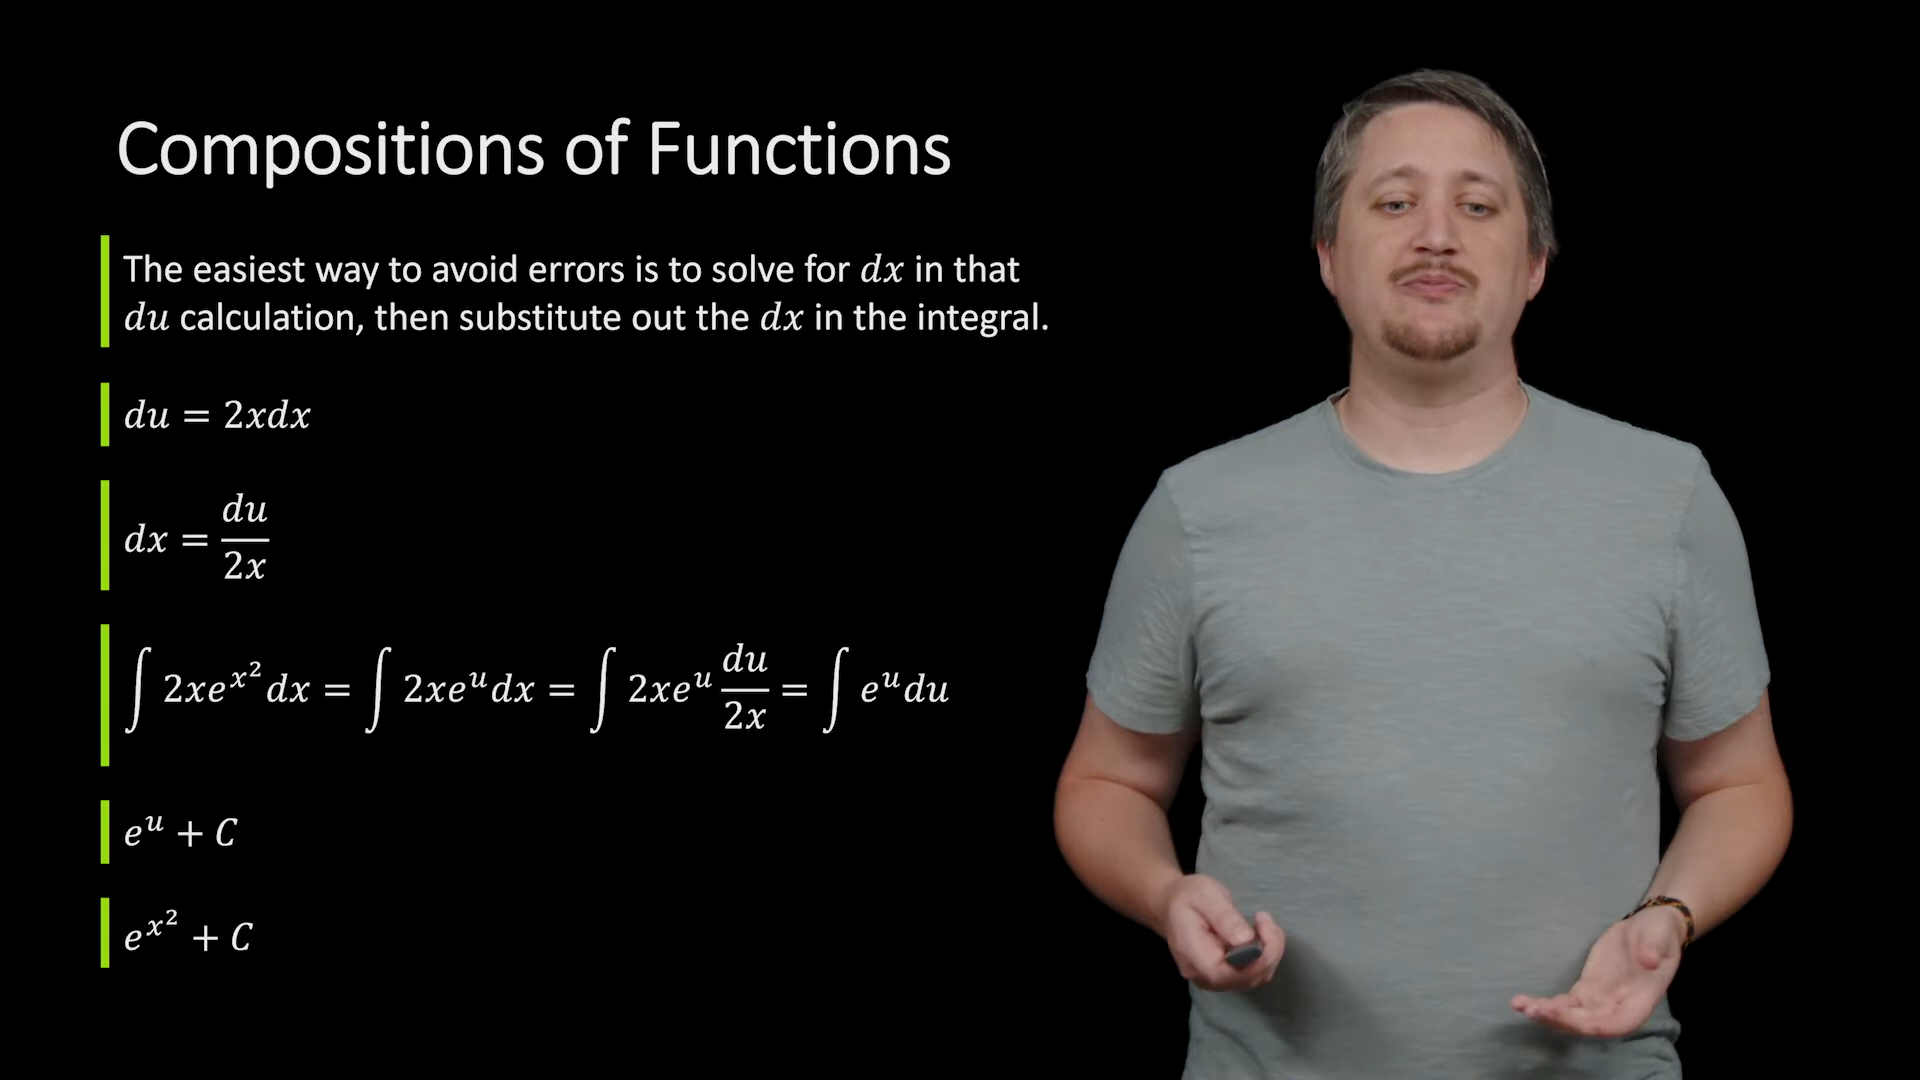 Compositions of Functions
The easiest way to avoid errors is to solve for dx in that
du calculation, then substitute out the dx in the integral.
du = 2xdx
dx = du/2x
∫ 2xe^{x^2} dx = ∫ 2xe^u dx = ∫ 2xe^u du/2x = ∫ e^u du
e^u + C
e^{x^2} + C